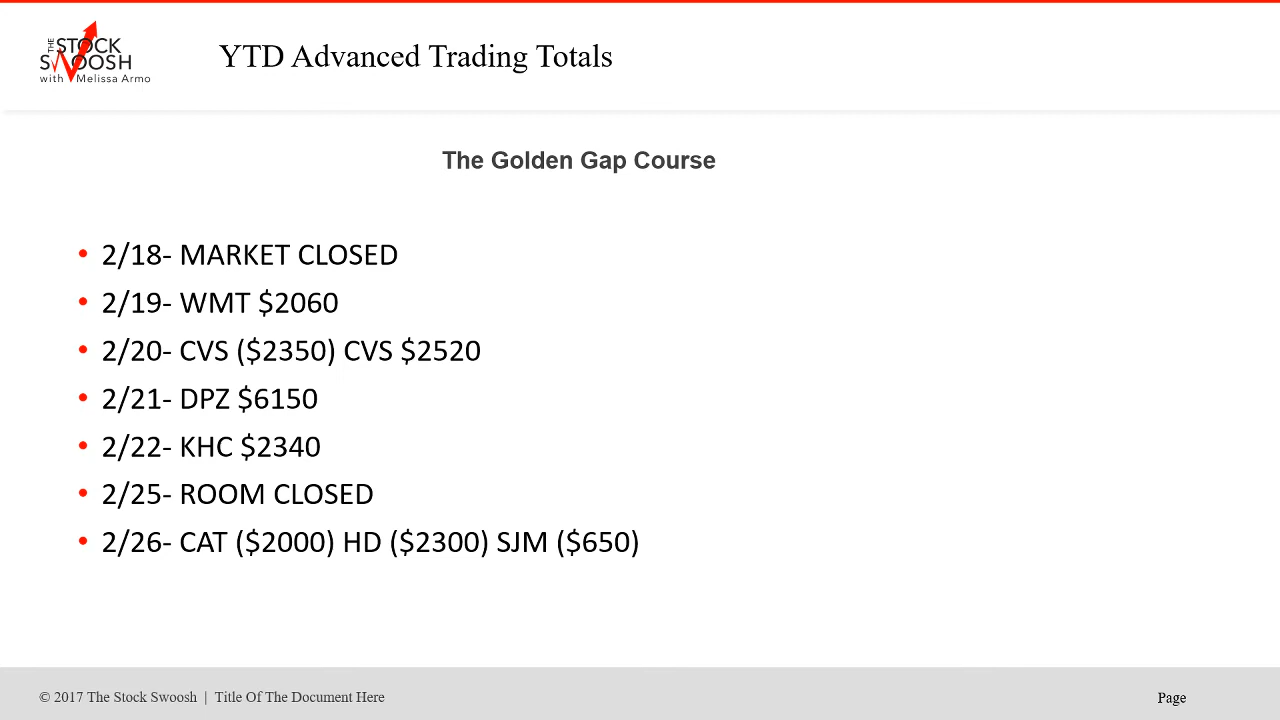 THE STOCK
SWOOSH
with Melissa Armo
YTD Advanced Trading Totals
The Golden Gap Course
• 2/18- MARKET CLOSED
• 2/19- WMT $2060
• 2/20- CVS ($2350) CVS $2520
• 2/21- DPZ $6150
• 2/22- KHC $2340
• 2/25- ROOM CLOSED
• 2/26- CAT ($2000) HD ($2300) SJM ($650)
© 2017 The Stock Swoosh | Title Of The Document Here
Page